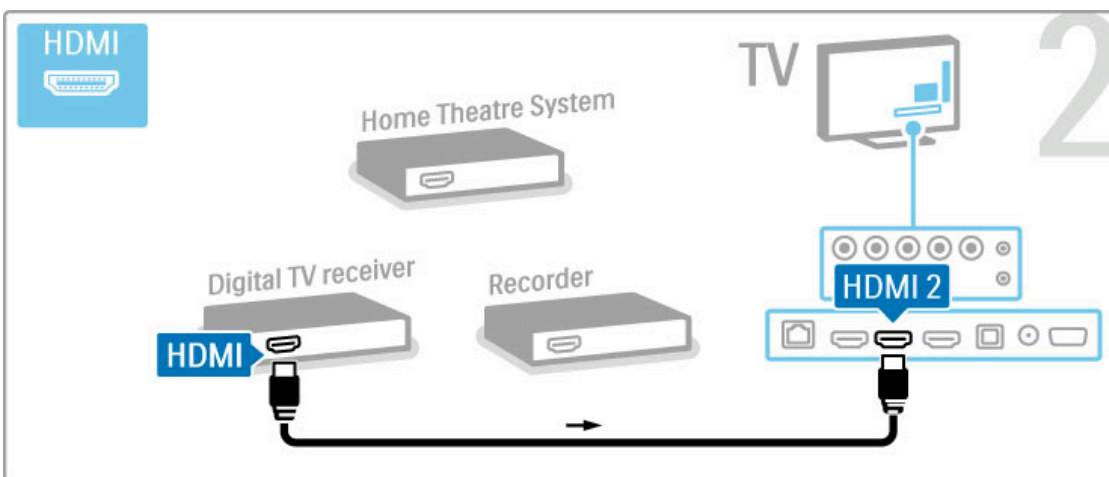 HDMI
TV
2
Home Theatre System
Digital TV receiver
Recorder
HDMI 2
HDMI